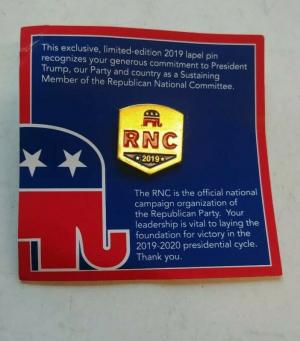 This exclusive, limited-edition 2019 lapel pin
recognizes your generous commitment to President
Trump, our Party and country as a Sustaining
Member of the Republican National Committee.
RNC
2019
The RNC is the official national
campaign organization of
the Republican Party. Your
leadership is vital to laying the
foundation for victory in the
2019-2020 presidential cycle.
Thank you.